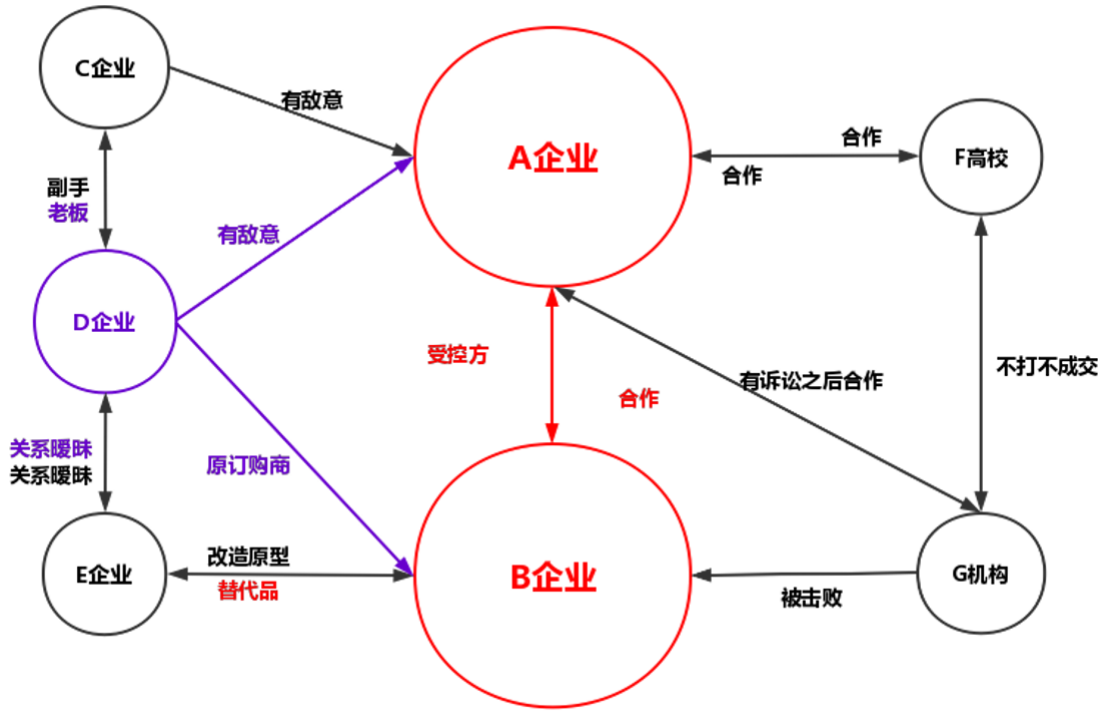 C企业
有敌意
A企业
合作
F高校
合作
副手
老板
有敌意
D企业
受控方
不打不成交
有诉讼之后合作
合作
关系暧昧
原订购商
关系暧昧
改造原型
E企业
替代品
B企业
G机构
被击败